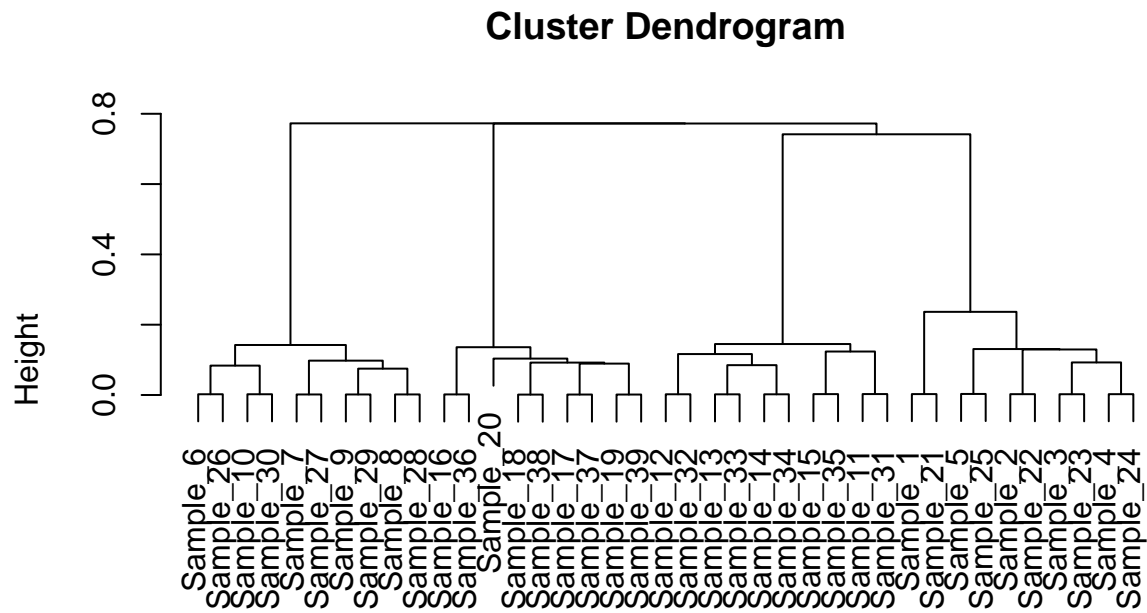 Cluster Dendrogram
Height
0.0
0.4
0.8
Sample_6
Sample_26
Sample_10
Sample_30
Sample_7
Sample_27
Sample_9
Sample_29
Sample_8
Sample_28
Sample_16
Sample_36
Sample_20
Sample_18
Sample_38
Sample_17
Sample_37
Sample_19
Sample_39
Sample_12
Sample_32
Sample_13
Sample_33
Sample_14
Sample_34
Sample_15
Sample_35
Sample_11
Sample_31
Sample_1
Sample_21
Sample_5
Sample_25
Sample_2
Sample_22
Sample_3
Sample_23
Sample_4
Sample_24